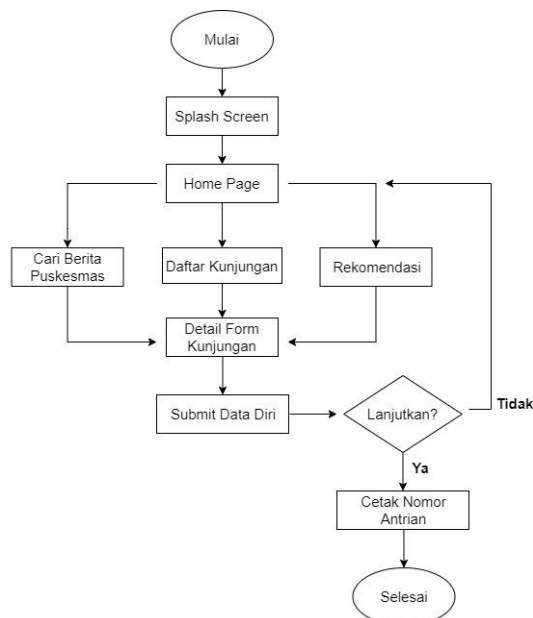 Mulai
Splash Screen
Home Page
Cari Berita
Puskesmas
Daftar Kunjungan
Rekomendasi
Detail Form
Kunjungan
Submit Data Diri
Lanjutkan?
Tidak
Ya
Cetak Nomor
Antrian
Selesai